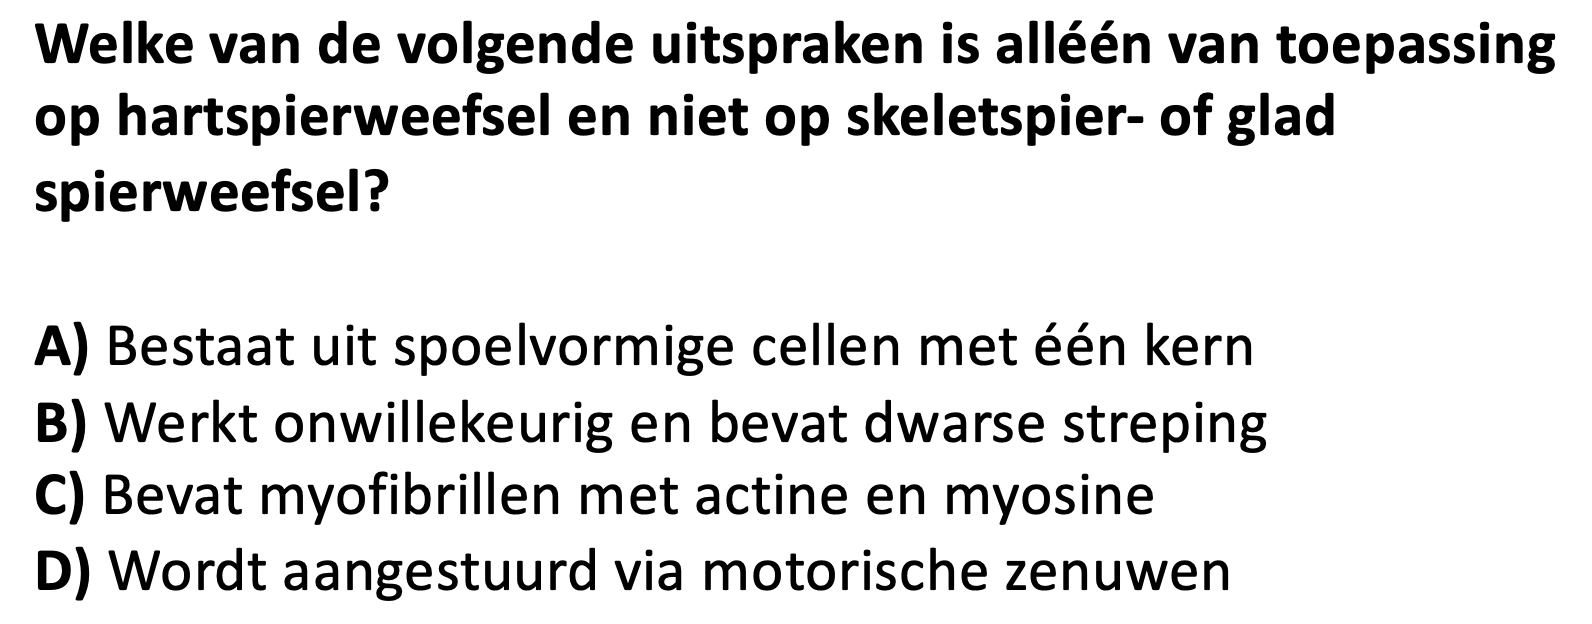 Welke van de volgende uitspraken is alléén van toepassing
op hartspierweefsel en niet op skeletspier- of glad
spierweefsel?
A) Bestaat uit spoelvormige cellen met één kern
B) Werkt onwillekeurig en bevat dwarse streping
C) Bevat myofibrillen met actine en myosine
D) Wordt aangestuurd via motorische zenuwen